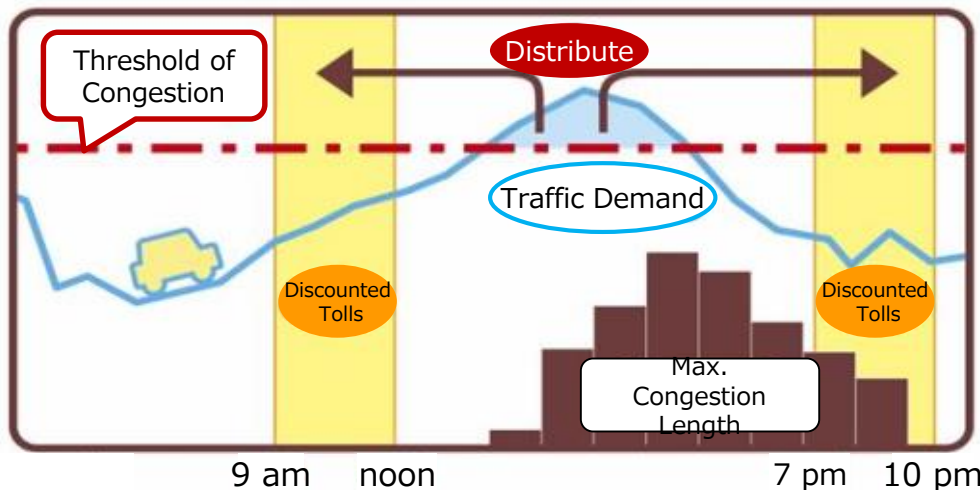 Threshold of
Congestion
Distribute
Traffic Demand
Discounted
Tolls
Discounted
Tolls
Max.
Congestion
Length
9 am noon 7 pm 10 pm